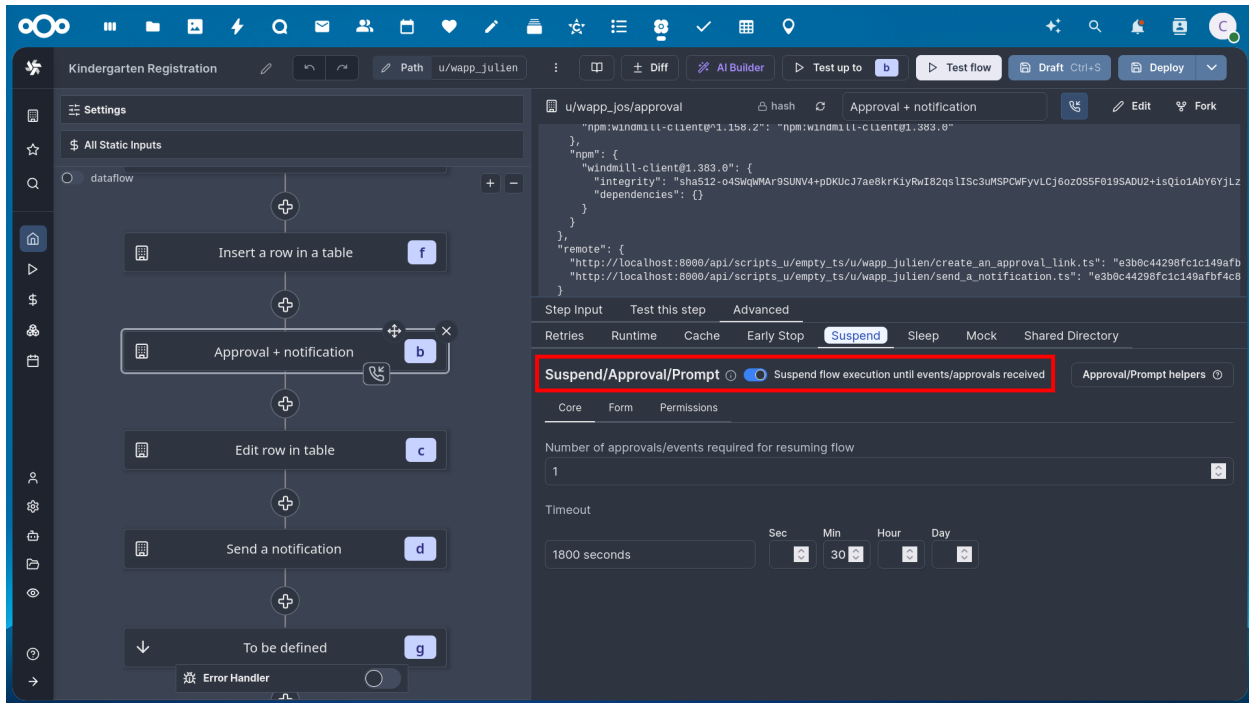 C
Kindergarten Registration
Path u/wapp_julien
± Diff
AI Builder
Test up to b
Test flow
Draft Ctrl+S
Deploy
Settings
$ All Static Inputs
dataflow
Insert a row in a table f
Approval + notification b
Edit row in table c
Send a notification d
To be defined g
Error Handler
u/wapp_jos/approval
hash
Approval + notification
Edit
Fork
"npm:windmill-client@^1.158.2": "npm:windmill-client@1.383.0"
},
"npm": {
"windmill-client@1.383.0": {
"integrity": "sha512-o4SWqWMAr9SUNV4+pDKUcJ7ae8krKiyRwI82qslISc3uMSPCWFyvLCj6ozOS5F019SADU2+isQio1AbY6YjLz
"dependencies": {}
}
}
},
"remote": {
"http://localhost:8000/api/scripts_u/empty_ts/u/wapp_julien/create_an_approval_link.ts": "e3b0c44298fc1c149afb
"http://localhost:8000/api/scripts_u/empty_ts/u/wapp_julien/send_a_notification.ts": "e3b0c44298fc1c149afbf4c8
}
Step Input Test this step Advanced
Retries Runtime Cache Early Stop Suspend Sleep Mock Shared Directory
Suspend/Approval/Prompt Suspend flow execution until events/approvals received
Approval/Prompt helpers
Core Form Permissions
Number of approvals/events required for resuming flow
1
Timeout
Sec Min Hour Day
1800 seconds 30